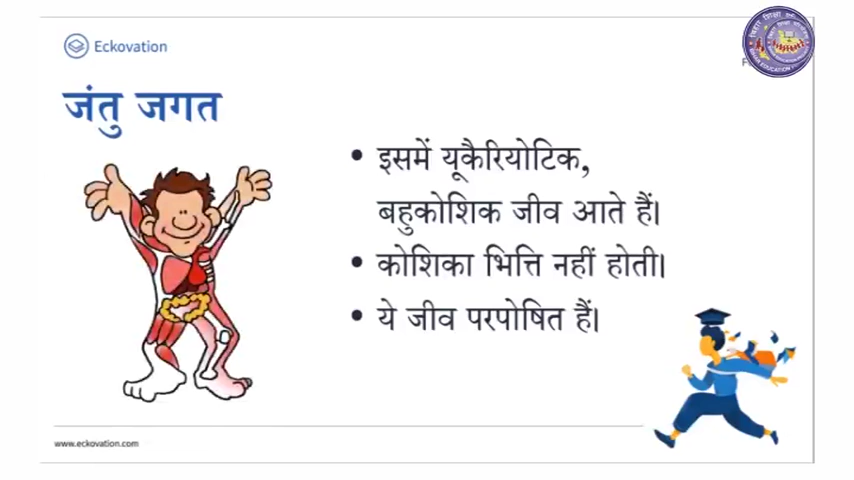 Eckovation
जंतु जगत
• इसमें यूकैरियोटिक,
बहुकोशिक जीव आते हैं।
• कोशिका भित्ति नहीं होती।
• ये जीव परपोषित हैं।
www.eckovation.com